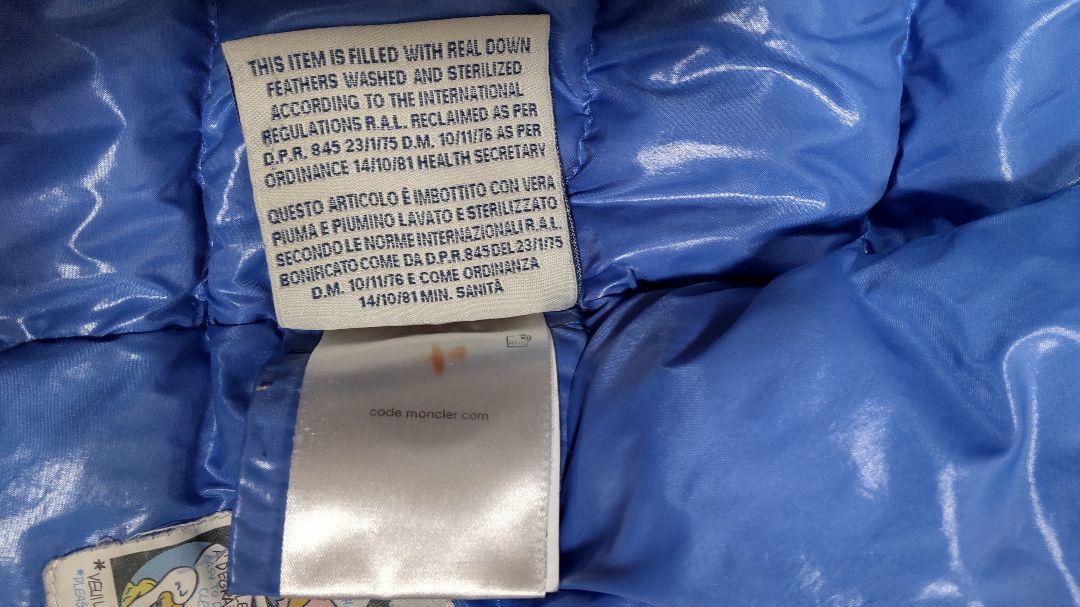 THIS ITEM IS FILLED WITH REAL DOWN
FEATHERS WASHED AND STERILIZED
ACCORDING TO THE INTERNATIONAL
REGULATIONS R.A.L. RECLAIMED AS PER
D.P.R. 845 23/1/75 D.M. 10/11/76 AS PER
ORDINANCE 14/10/81 HEALTH SECRETARY
QUESTO ARTICOLO È IMBOTTITO CON VERA
PIUMA E PIUMINO LAVATO E STERILIZZATO
SECONDO LE NORME INTERNAZIONALI R.A.L.
BONIFICATO COME DA D.P.R. 845 DEL 23/1/75
D.M. 10/11/76 E COME ORDINANZA
14/10/81 MIN. SANITÀ
code.moncler.com